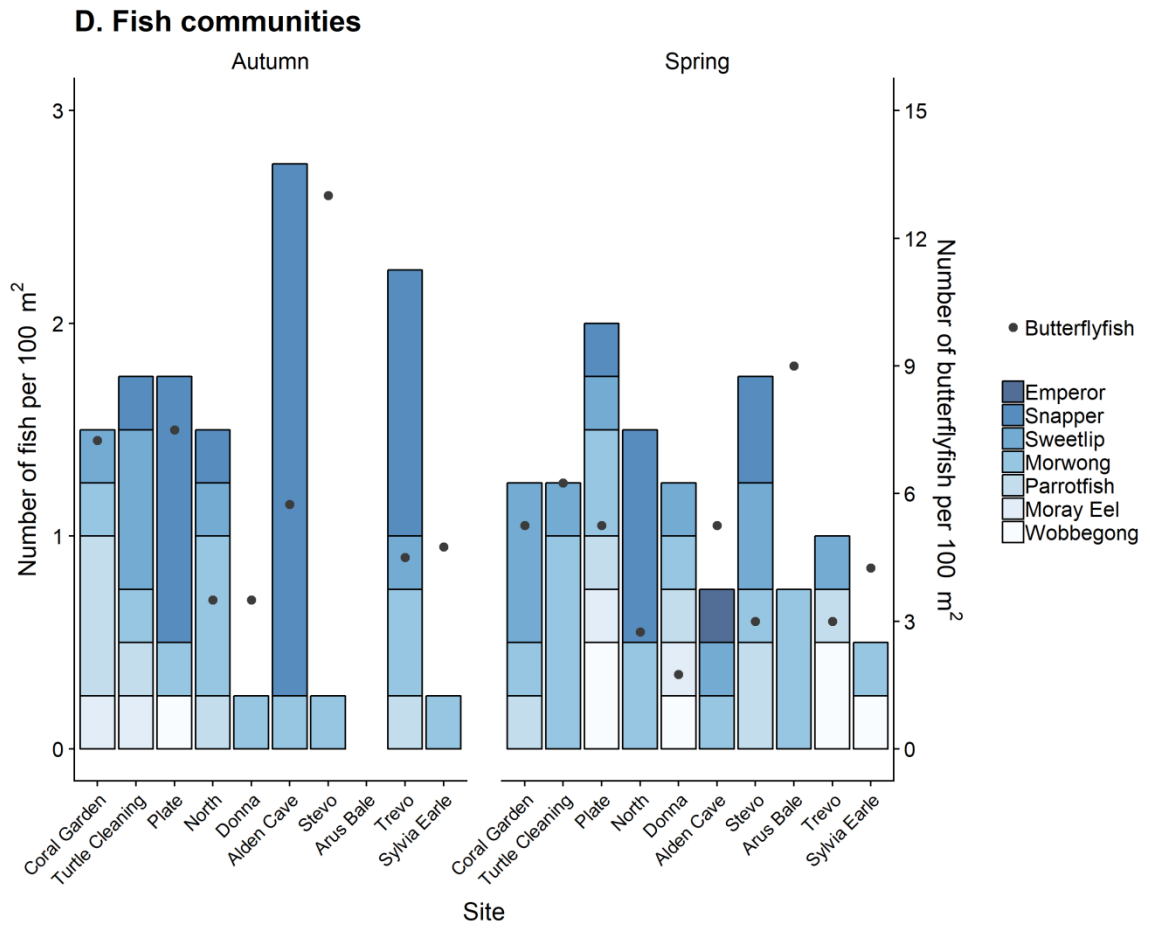 D. Fish communities
Autumn
Spring
Number of fish per 100 m²
3
2
1
0
15
12
9
6
3
0
Number of butterflyfish per 100 m²
Butterflyfish
Emperor
Snapper
Sweetlip
Morwong
Parrotfish
Moray Eel
Wobbegong
Coral Garden
Turtle Cleaning
Plate
North
Donna
Alden Cave
Stevo
Arus Bale
Trevo
Sylvia Earle
Coral Garden
Turtle Cleaning
Plate
North
Donna
Alden Cave
Stevo
Arus Bale
Trevo
Sylvia Earle
Site